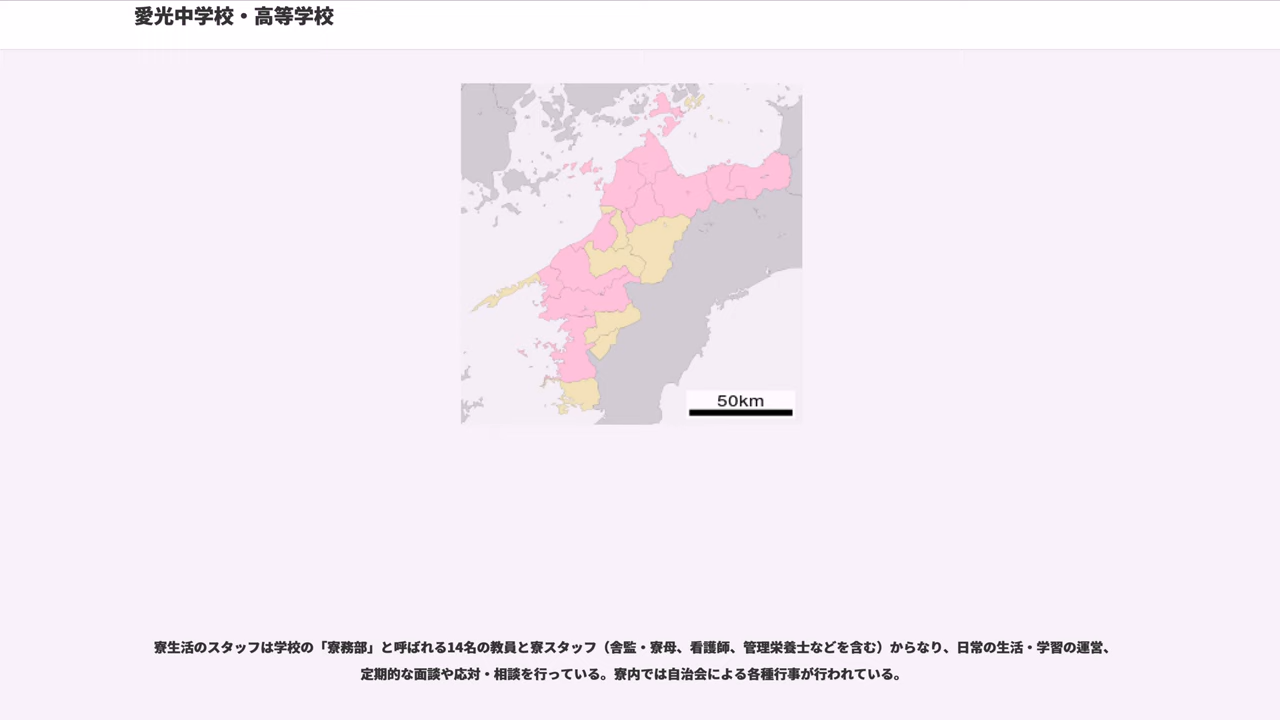 愛光中学校・高等学校
50km
寮生活のスタッフは学校の「寮務部」と呼ばれる14名の教員と寮スタッフ（舎監・寮母、看護師、管理栄養士などを含む）からなり、日常の生活・学習の運営、
定期的な面談や応対・相談を行っている。寮内では自治会による各種行事が行われている。